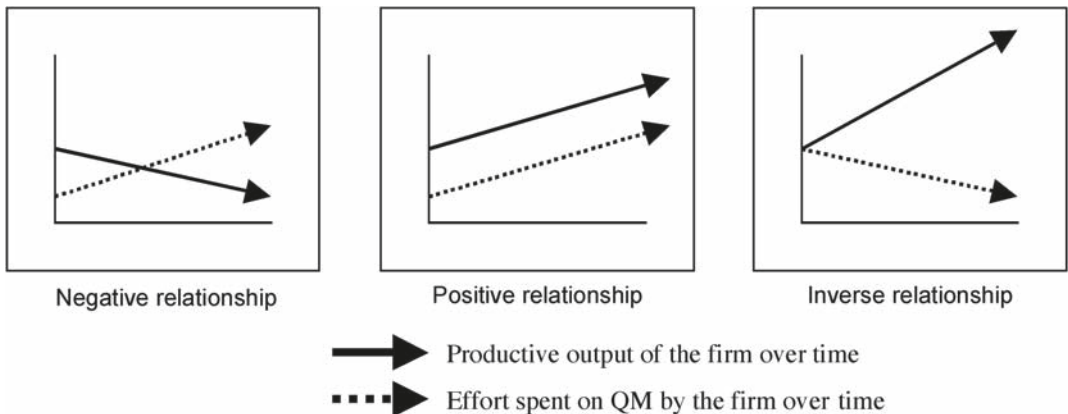 Negative relationship
Positive relationship
Inverse relationship
Productive output of the firm over time
Effort spent on QM by the firm over time